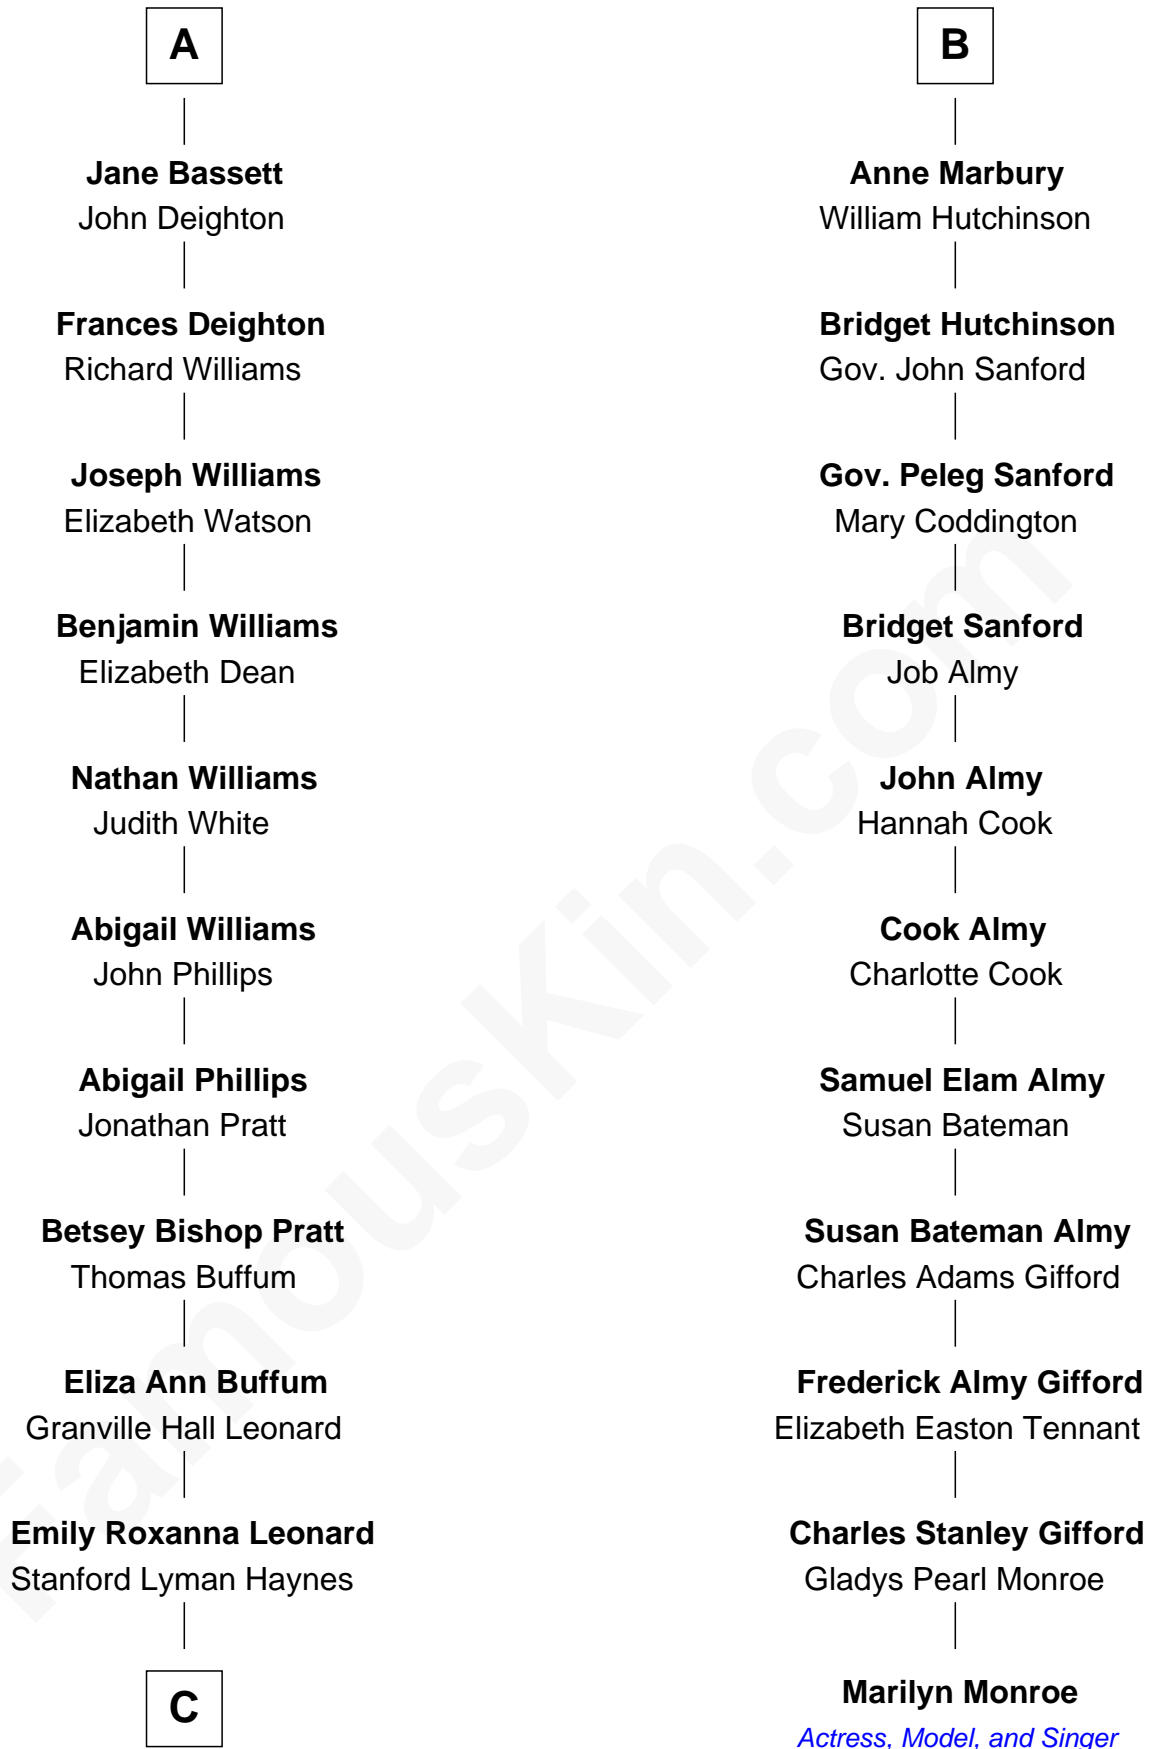 A
Jane Bassett
John Deighton
Frances Deighton
Richard Williams
Joseph Williams
Elizabeth Watson
Benjamin Williams
Elizabeth Dean
Nathan Williams
Judith White
Abigail Williams
John Phillips
Abigail Phillips
Jonathan Pratt
Betsey Bishop Pratt
Thomas Buffum
Eliza Ann Buffum
Granville Hall Leonard
Emily Roxanna Leonard
Stanford Lyman Haynes
C
B
Anne Marbury
William Hutchinson
Bridget Hutchinson
Gov. John Sanford
Gov. Peleg Sanford
Mary Coddington
Bridget Sanford
Job Almy
John Almy
Hannah Cook
Cook Almy
Charlotte Cook
Samuel Elam Almy
Susan Bateman
Susan Bateman Almy
Charles Adams Gifford
Frederick Almy Gifford
Elizabeth Easton Tennant
Charles Stanley Gifford
Gladys Pearl Monroe
Marilyn Monroe
Actress, Model, and Singer
FamousKin.com